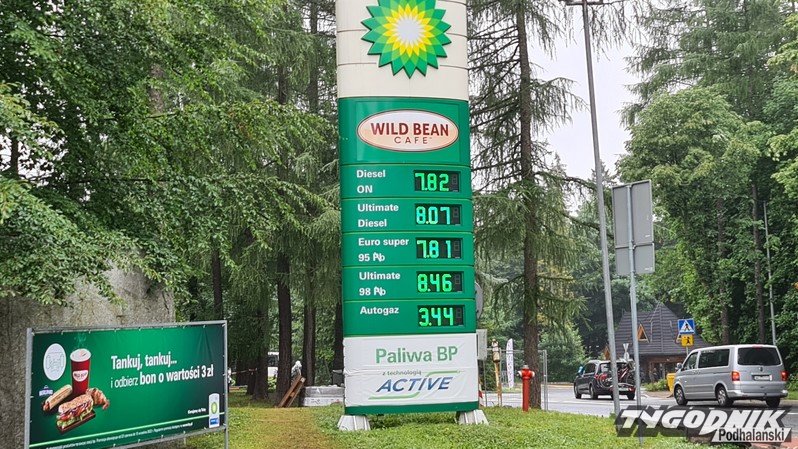 WILD BEAN
CAFE
Diesel
ON
7.82
Ultimate
Diesel
8.07
Euro super
95 Pb
7.81
Ultimate
98 Pb
8.46
Autogaz
3.44
Paliwa BP
z technologią
ACTIVE
Tankuj, tankuj...
i odbierz bon o wartości 3 zł
TYGODNIK
Podhalański
TYGODNIK
Podhalański